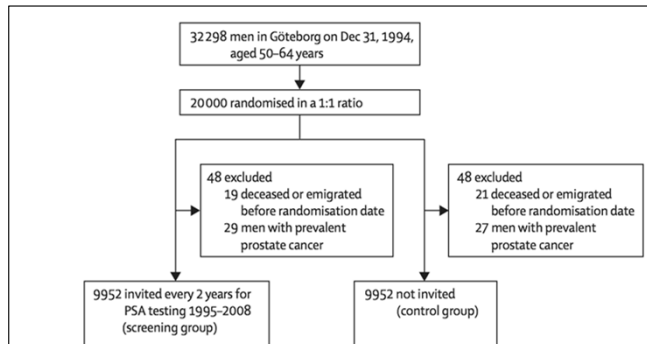 32298 men in Göteborg on Dec 31, 1994,
aged 50–64 years
20000 randomised in a 1:1 ratio
48 excluded
19 deceased or emigrated
before randomisation date
29 men with prevalent
prostate cancer
48 excluded
21 deceased or emigrated
before randomisation date
27 men with prevalent
prostate cancer
9952 invited every 2 years for
PSA testing 1995–2008
(screening group)
9952 not invited
(control group)